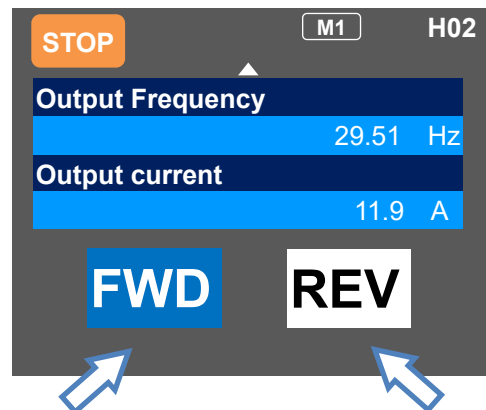 STOP M1 H02
Output Frequency
29.51 Hz
Output current
11.9 A
FWD REV